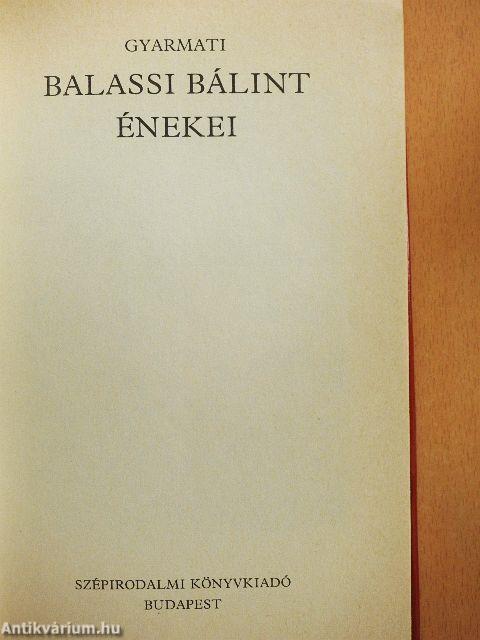 GYARMATI
BALASSI BÁLINT
ÉNEKEI
SZÉPIRODALMI KÖNYVKIADÓ
BUDAPEST
Antikvárium.hu